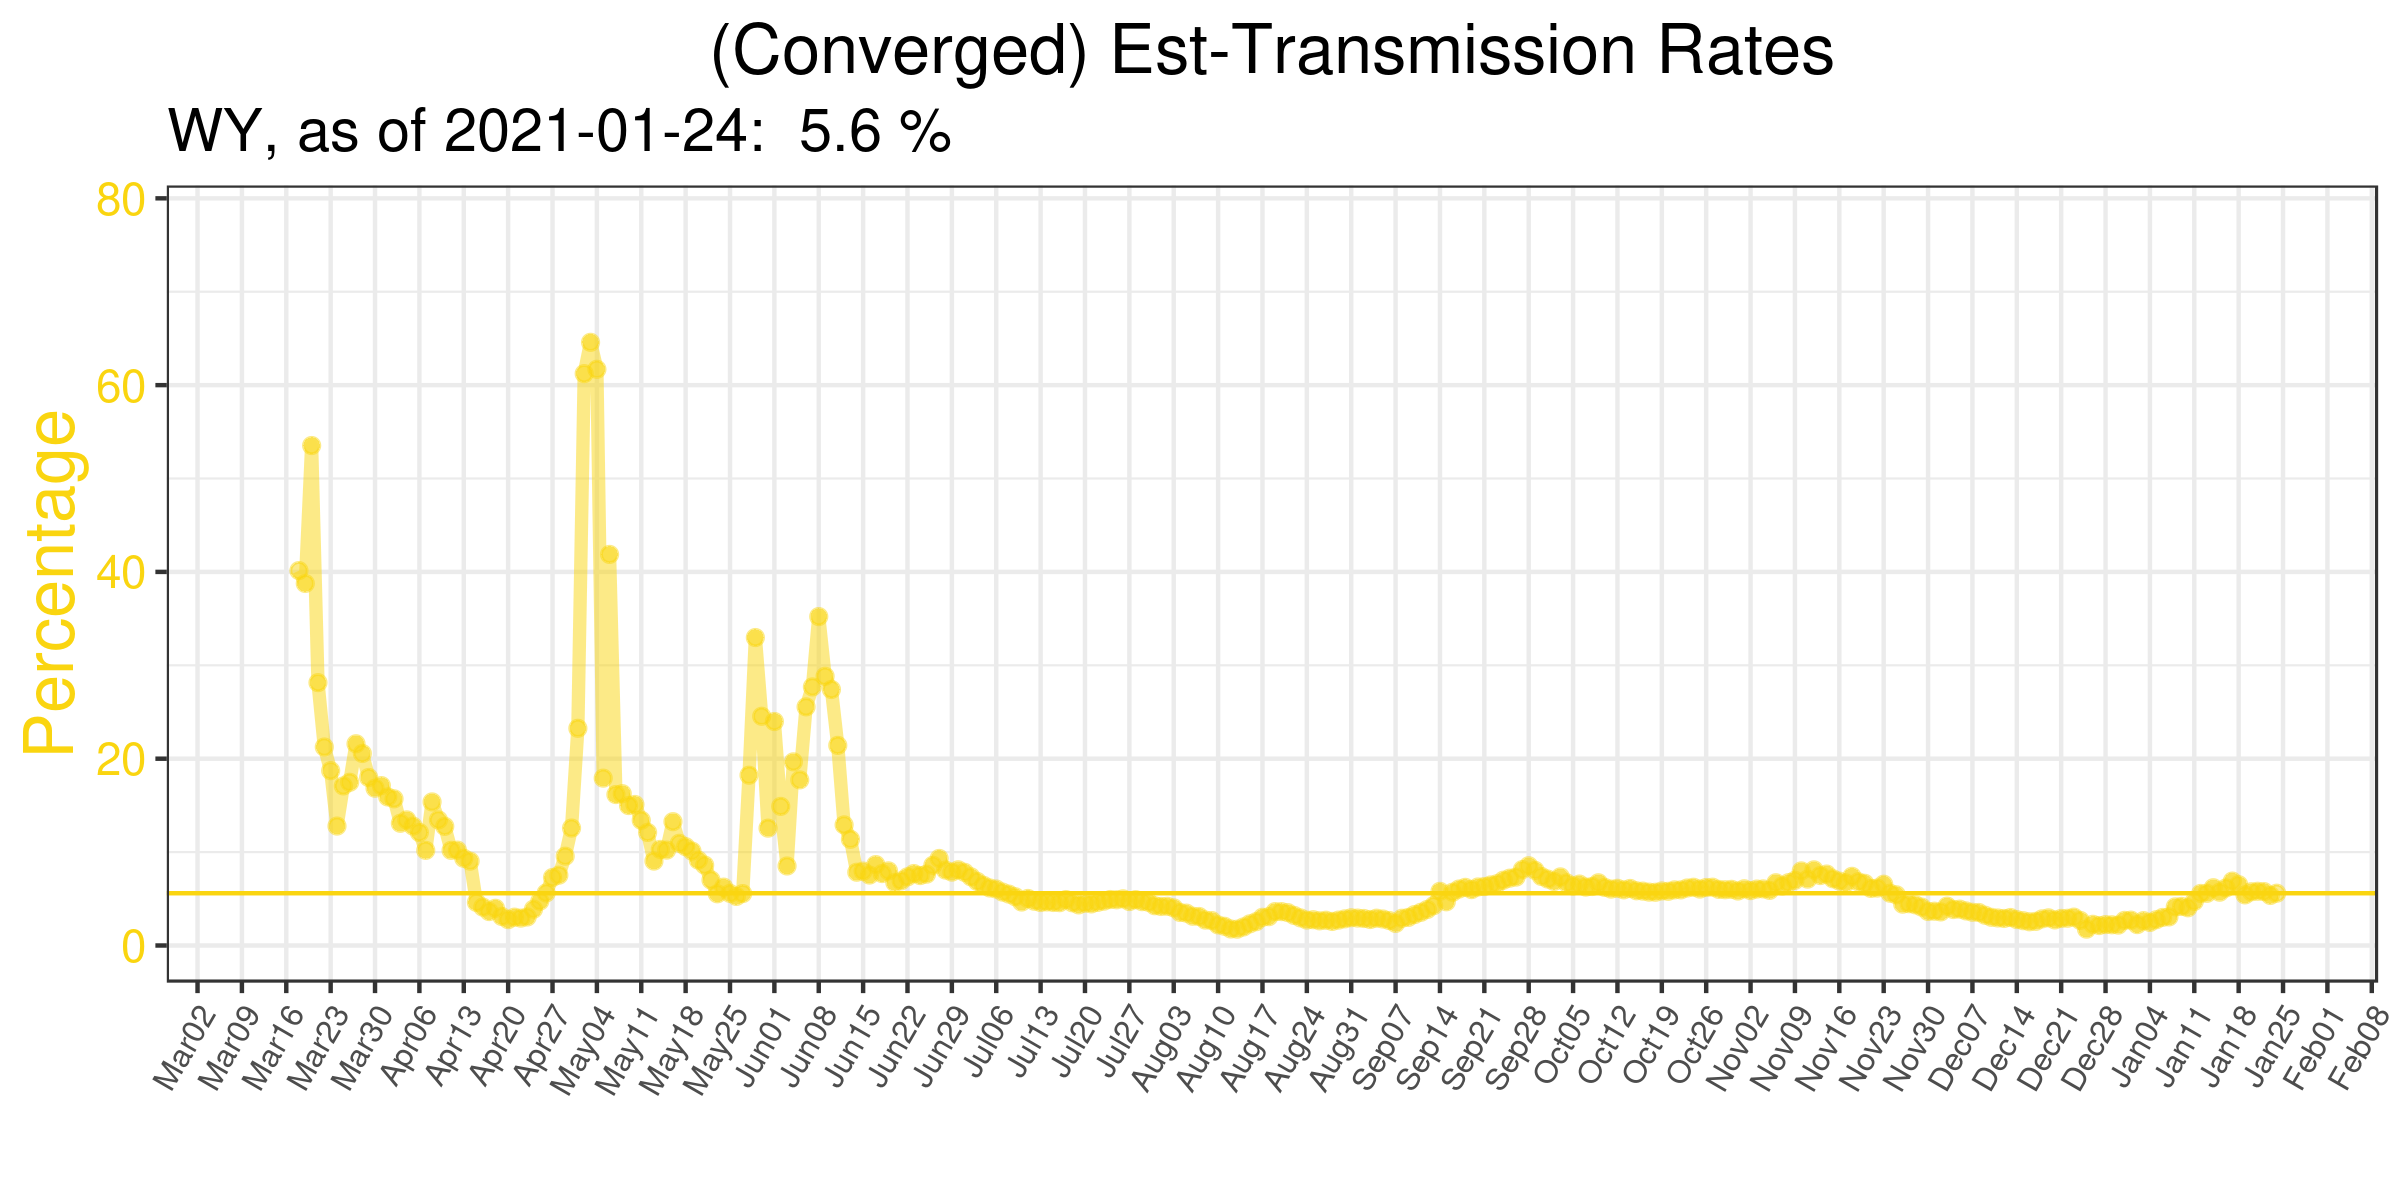 (Converged) Est-Transmission Rates
WY, as of 2021-01-24:  5.6 %
Percentage
80
60
40
20
0
Mar02
Mar09
Mar16
Mar23
Mar30
Apr06
Apr13
Apr20
Apr27
May04
May11
May18
May25
Jun01
Jun08
Jun15
Jun22
Jun29
Jul06
Jul13
Jul20
Jul27
Aug03
Aug10
Aug17
Aug24
Aug31
Sep07
Sep14
Sep21
Sep28
Oct05
Oct12
Oct19
Oct26
Nov02
Nov09
Nov16
Nov23
Nov30
Dec07
Dec14
Dec21
Dec28
Jan04
Jan11
Jan18
Jan25
Feb01
Feb08